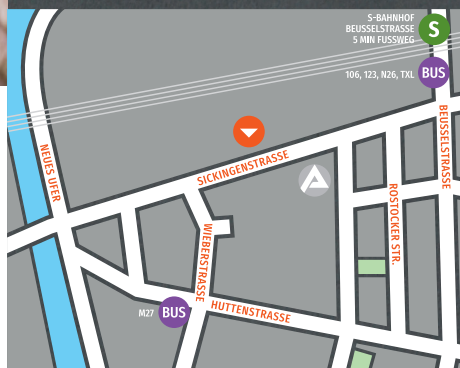 S-BAHNHOF
BEUSSELSTRASSE
5 MIN FUSSWEG
S
106, 123, N26, TXL
BUS
BEUSSELSTRASSE
NEUES UFER
SICKINGENSTRASSE
ROSTOCKER STR.
WIEBERSTRASSE
M27
BUS
HUTTENSTRASSE